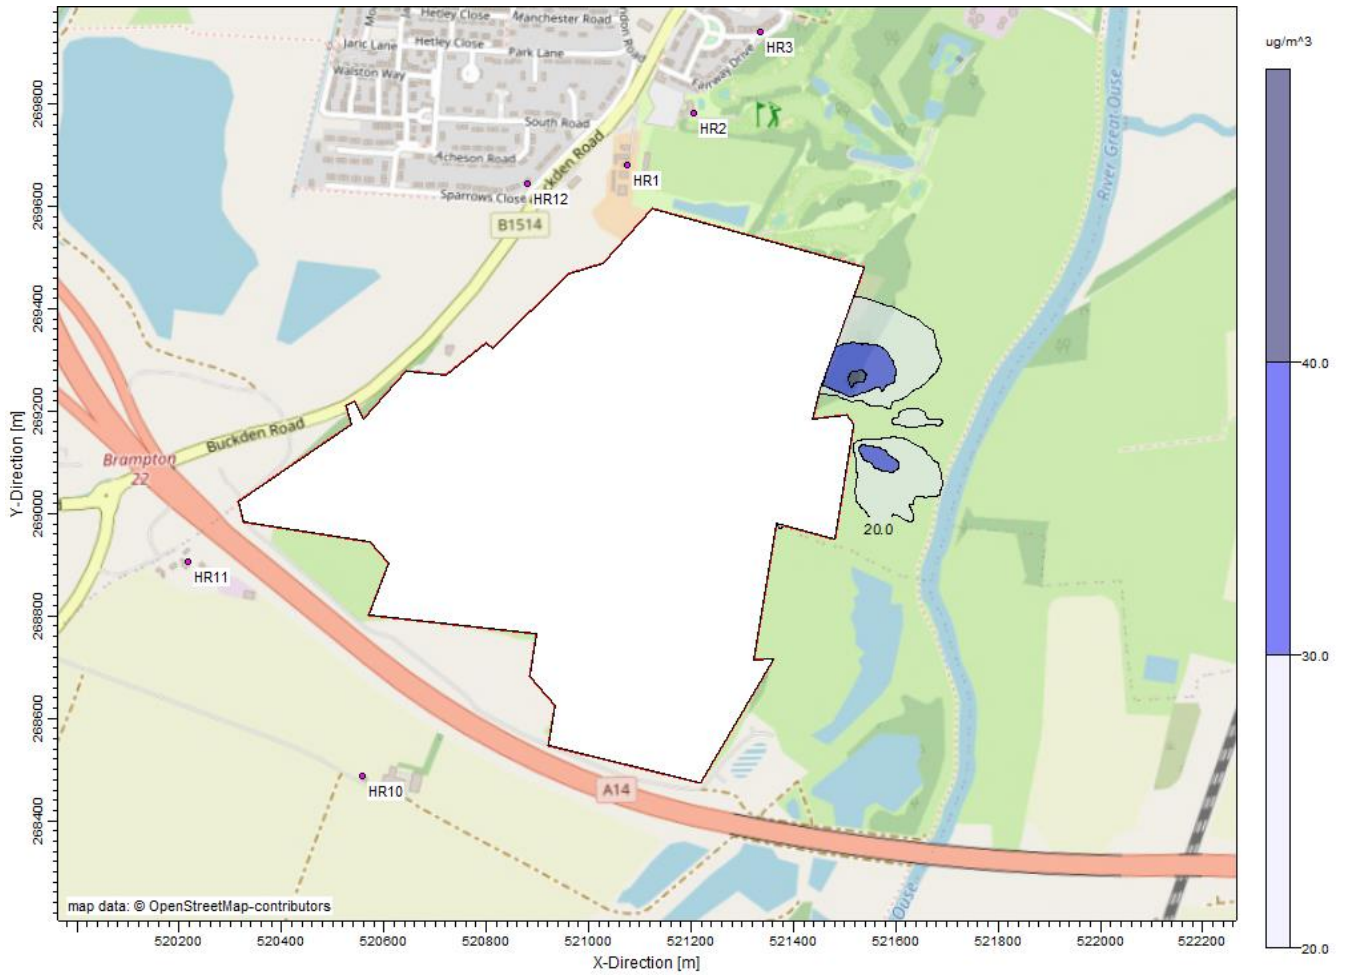 Hetley Close
Manchester Road
Jaric Lane
Hetley Close
Park Lane
Walston Way
South Road
Acheson Road
Sparrows Close
HR3
HR2
HR1
HR12
B1514
River Great Ouse
Buckden Road
Brampton
22
20.0
HR11
HR10
A14
Ouse
map data: © OpenStreetMap-contributors
ug/m^3
40.0
30.0
20.0
Y-Direction [m]
269800
269600
269400
269200
269000
268800
268600
268400
520200 520400 520600 520800 521000 521200 521400 521600 521800 522000 522200
X-Direction [m]